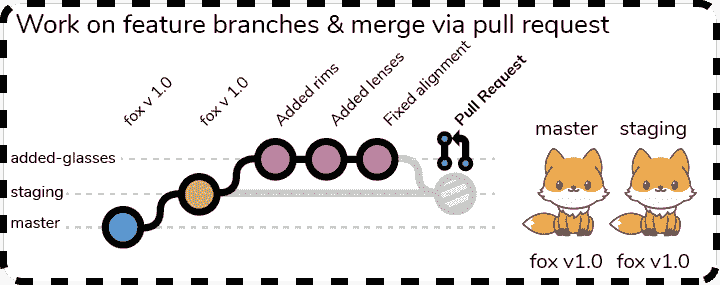 Work on feature branches & merge via pull request
fox v 1.0
fox v 1.0
Added rims
Added lenses
Fixed alignment
Pull Request
added-glasses
staging
master
master
staging
fox v1.0
fox v1.0